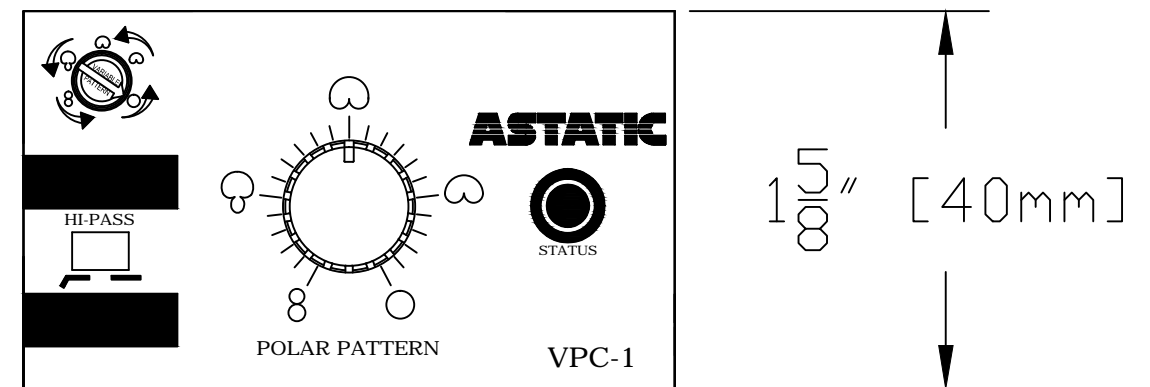 VARIABLE
PATTERN
ASTATIC
HI-PASS
STATUS
POLAR PATTERN
VPC-1
1 5/8" [40mm]